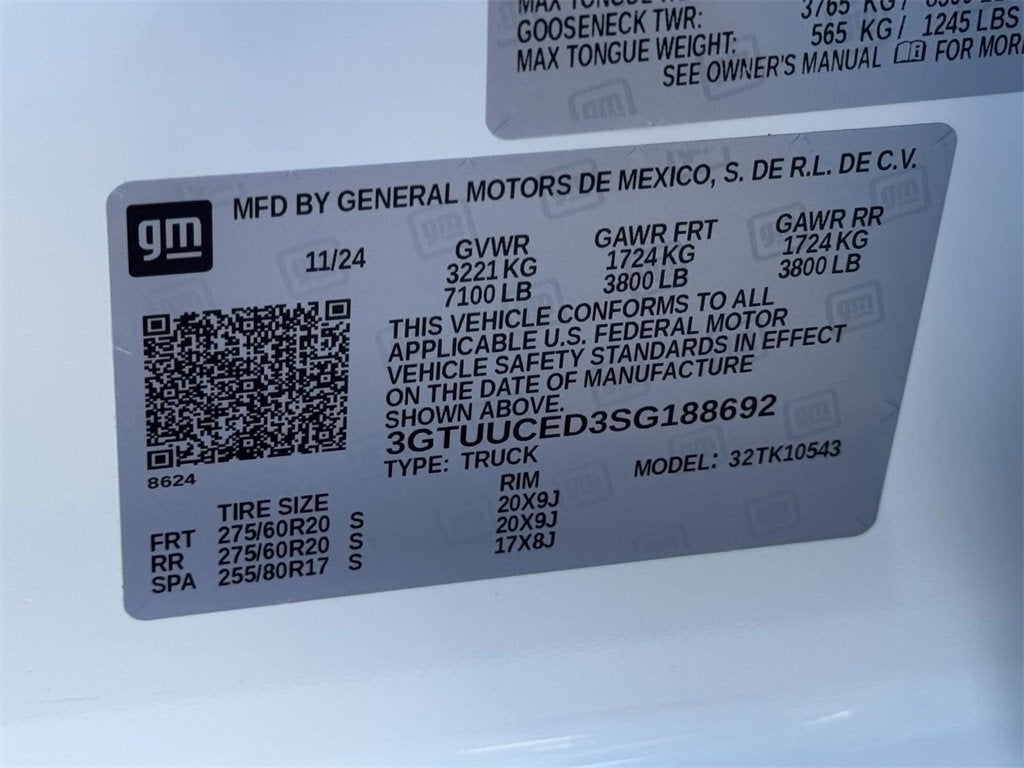 MAX TONGUE
3765 KG/
GOOSENECK TWR: 565 KG/ 1245 LBS
MAX TONGUE WEIGHT:
SEE OWNER'S MANUAL FOR MOR
gm
MFD BY GENERAL MOTORS DE MEXICO, S. DE R.L. DE C.V.
11/24
GVWR GAWR FRT GAWR RR
3221 KG 1724 KG 1724 KG
7100 LB 3800 LB 3800 LB
THIS VEHICLE CONFORMS TO ALL
APPLICABLE U.S. FEDERAL MOTOR
VEHICLE SAFETY STANDARDS IN EFFECT
ON THE DATE OF MANUFACTURE
SHOWN ABOVE.
3GTUUCED3SG188692
TYPE: TRUCK MODEL: 32TK10543
8624
TIRE SIZE RIM
FRT 275/60R20 S 20X9J
RR 275/60R20 S 20X9J
SPA 255/80R17 S 17X8J